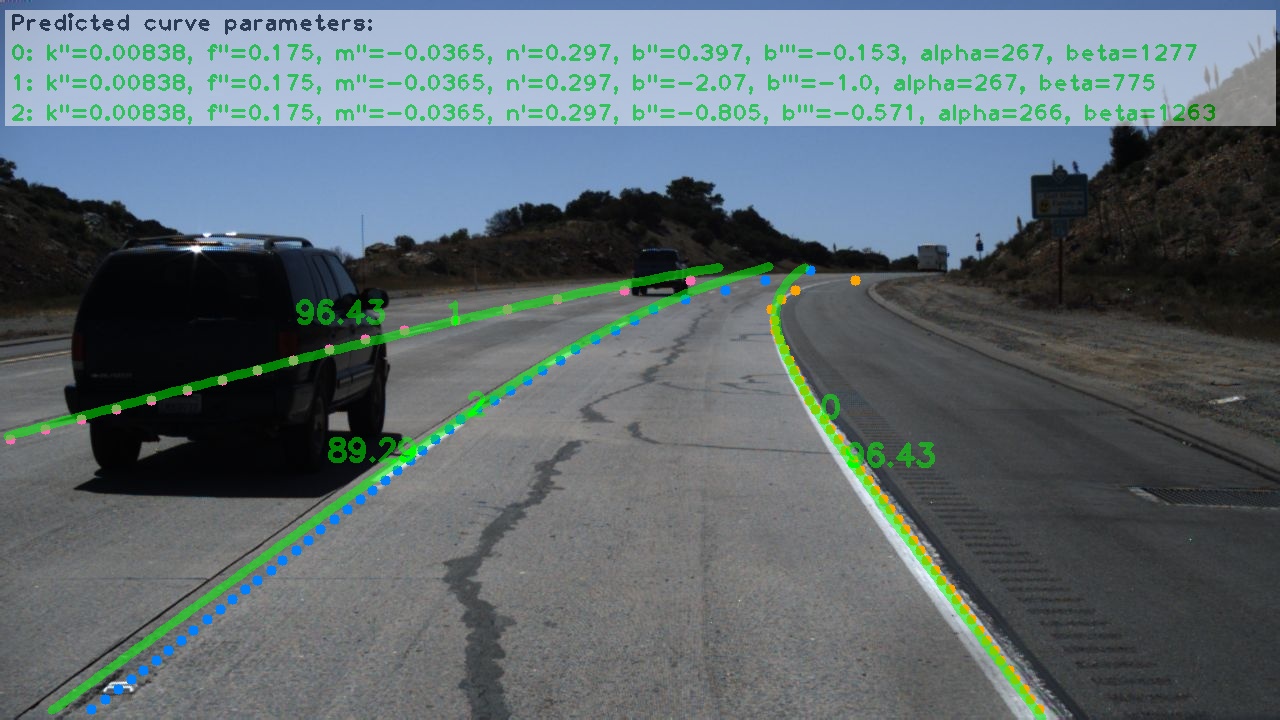 Predicted curve parameters:
0: k''=0.00838, f''=0.175, m''=-0.0365, n'=0.297, b''=0.397, b'''=-0.153, alpha=267, beta=1277
1: k''=0.00838, f''=0.175, m''=-0.0365, n'=0.297, b''=-2.07, b'''=-1.0, alpha=267, beta=775
2: k''=0.00838, f''=0.175, m''=-0.0365, n'=0.297, b''=-0.805, b'''=-0.571, alpha=266, beta=1263
96.43
1
2
0
89.29
96.43